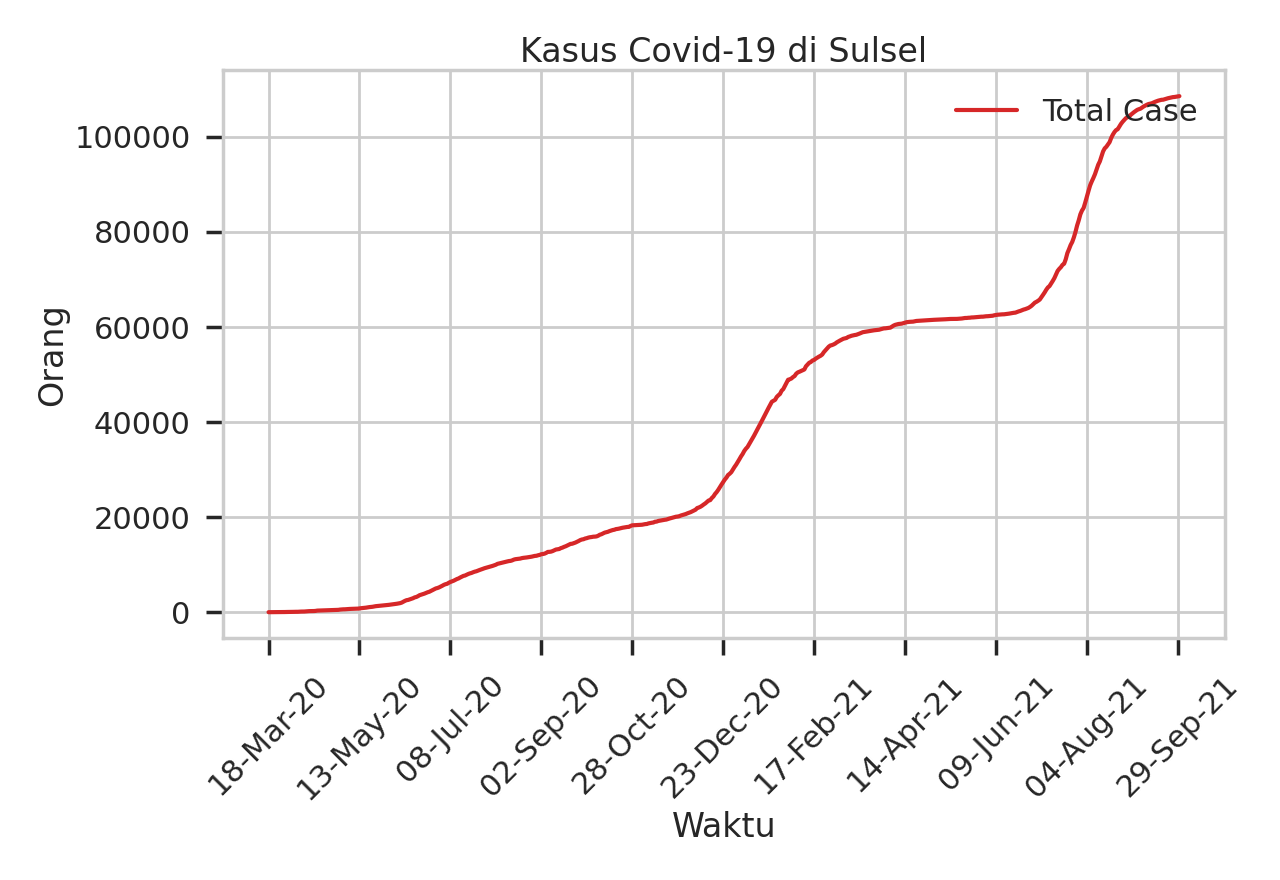 Kasus Covid-19 di Sulsel
Total Case
Orang
100000
80000
60000
40000
20000
0
18-Mar-20
13-May-20
08-Jul-20
02-Sep-20
28-Oct-20
23-Dec-20
17-Feb-21
14-Apr-21
09-Jun-21
04-Aug-21
29-Sep-21
Waktu